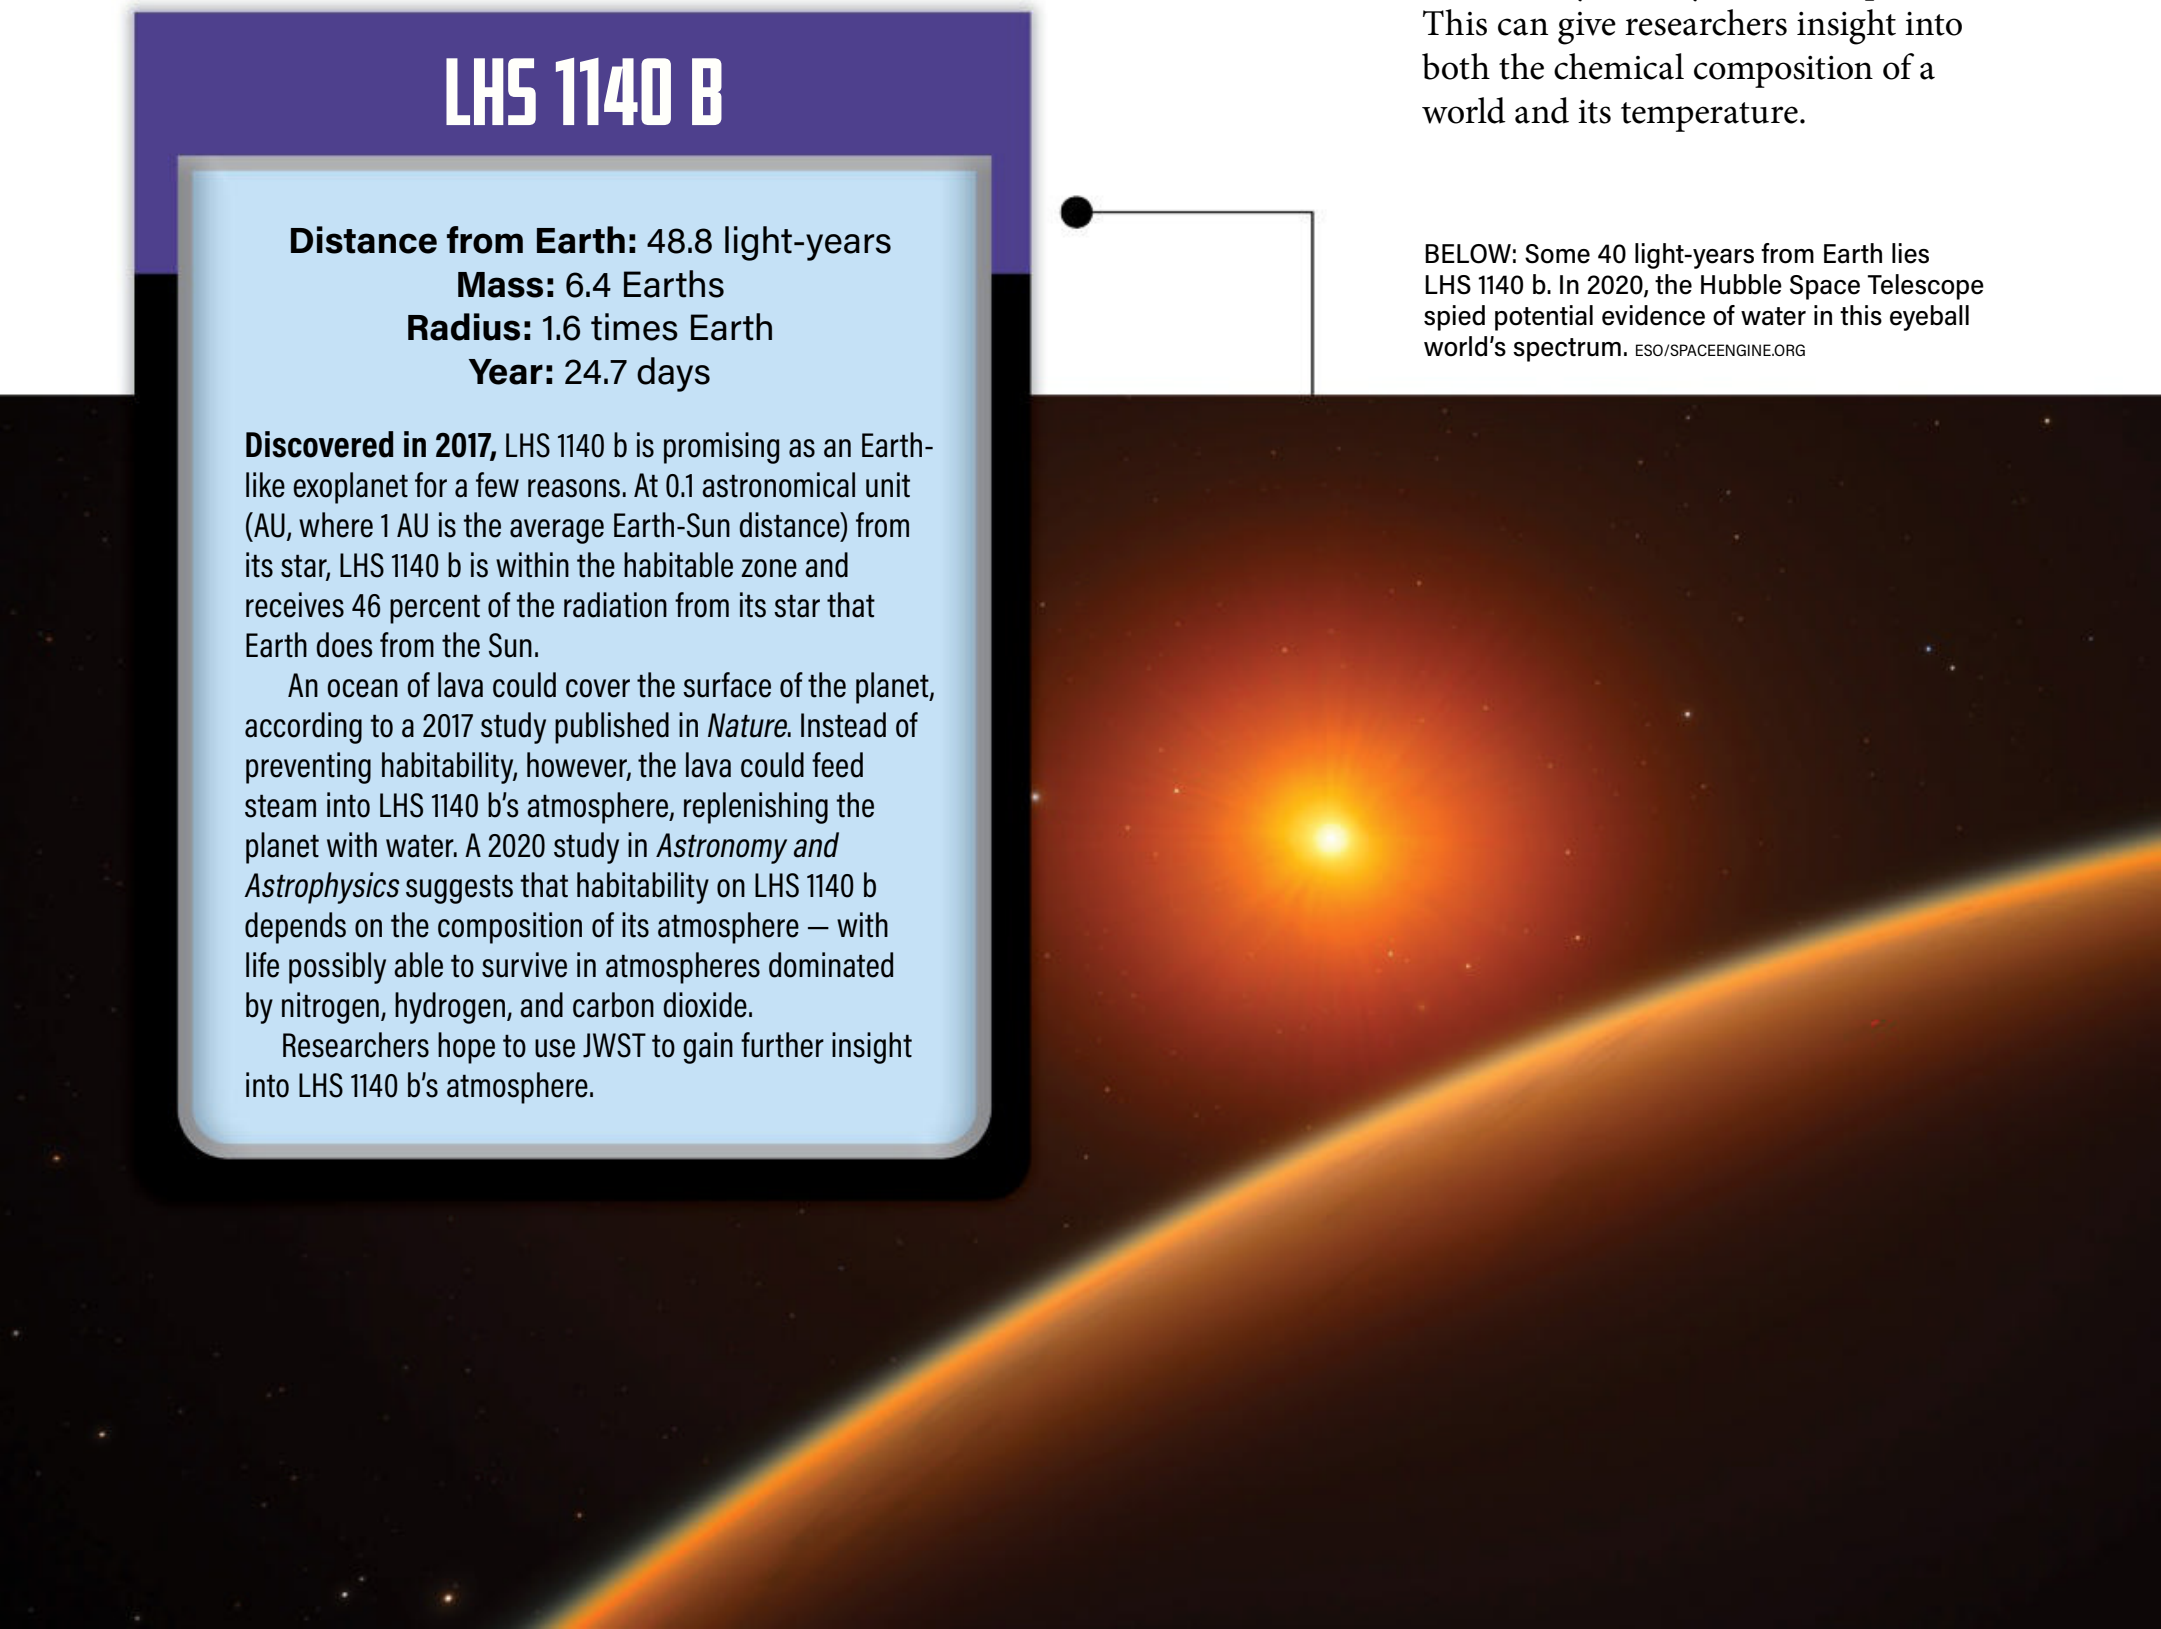 LHS 1140 B
Distance from Earth: 48.8 light-years
Mass: 6.4 Earths
Radius: 1.6 times Earth
Year: 24.7 days
Discovered in 2017, LHS 1140 b is promising as an Earth-
like exoplanet for a few reasons. At 0.1 astronomical unit
(AU, where 1 AU is the average Earth-Sun distance) from
its star, LHS 1140 b is within the habitable zone and
receives 46 percent of the radiation from its star that
Earth does from the Sun.
An ocean of lava could cover the surface of the planet,
according to a 2017 study published in Nature. Instead of
preventing habitability, however, the lava could feed
steam into LHS 1140 b’s atmosphere, replenishing the
planet with water. A 2020 study in Astronomy and
Astrophysics suggests that habitability on LHS 1140 b
depends on the composition of its atmosphere — with
life possibly able to survive in atmospheres dominated
by nitrogen, hydrogen, and carbon dioxide.
Researchers hope to use JWST to gain further insight
into LHS 1140 b’s atmosphere.
This can give researchers insight into
both the chemical composition of a
world and its temperature.
BELOW: Some 40 light-years from Earth lies
LHS 1140 b. In 2020, the Hubble Space Telescope
spied potential evidence of water in this eyeball
world’s spectrum. ESO/SPACEENGINE.ORG